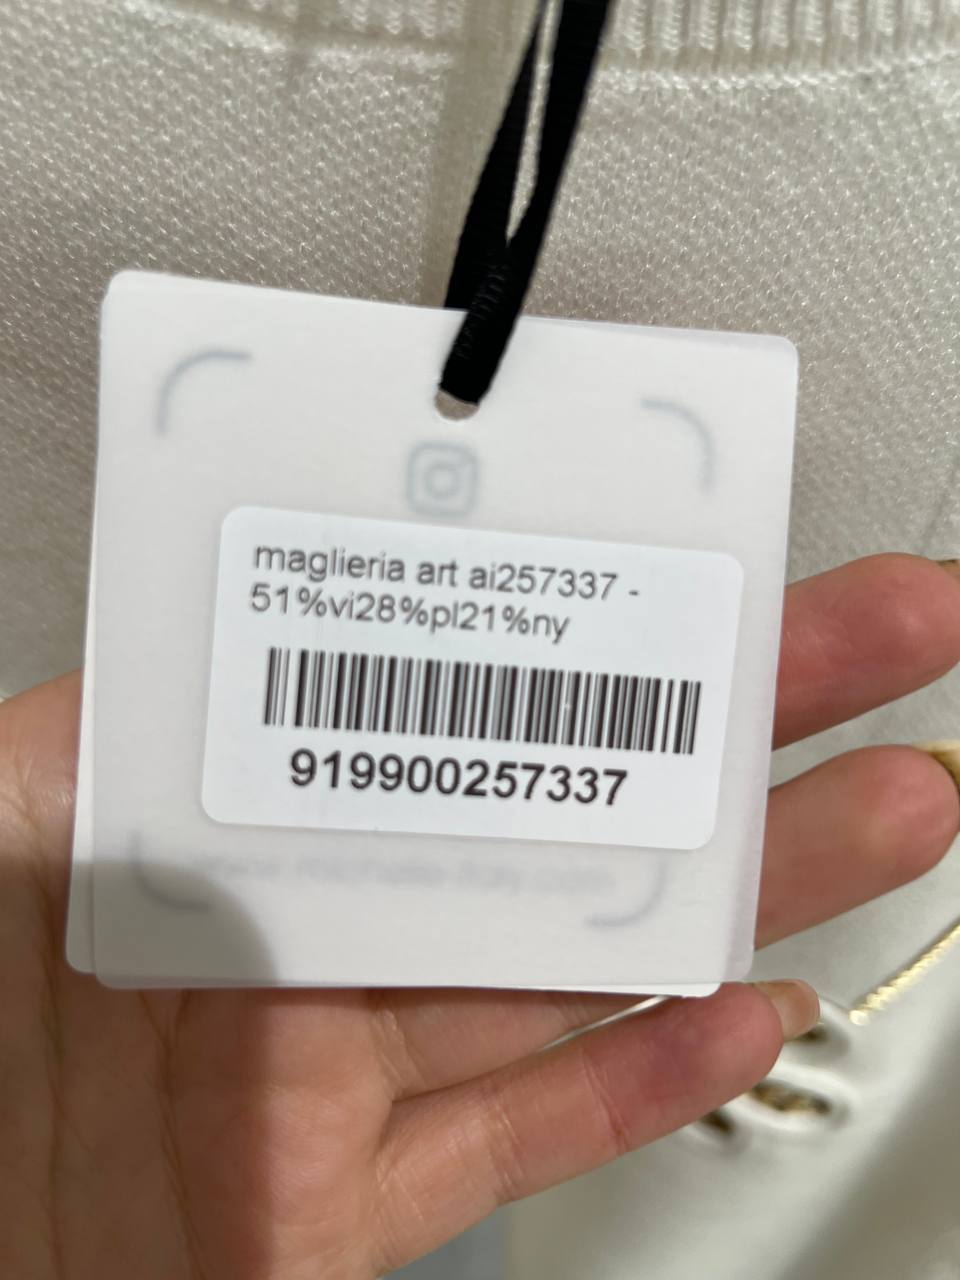 maglieria art ai257337 -
51%vi28%pl21%ny
919900257337